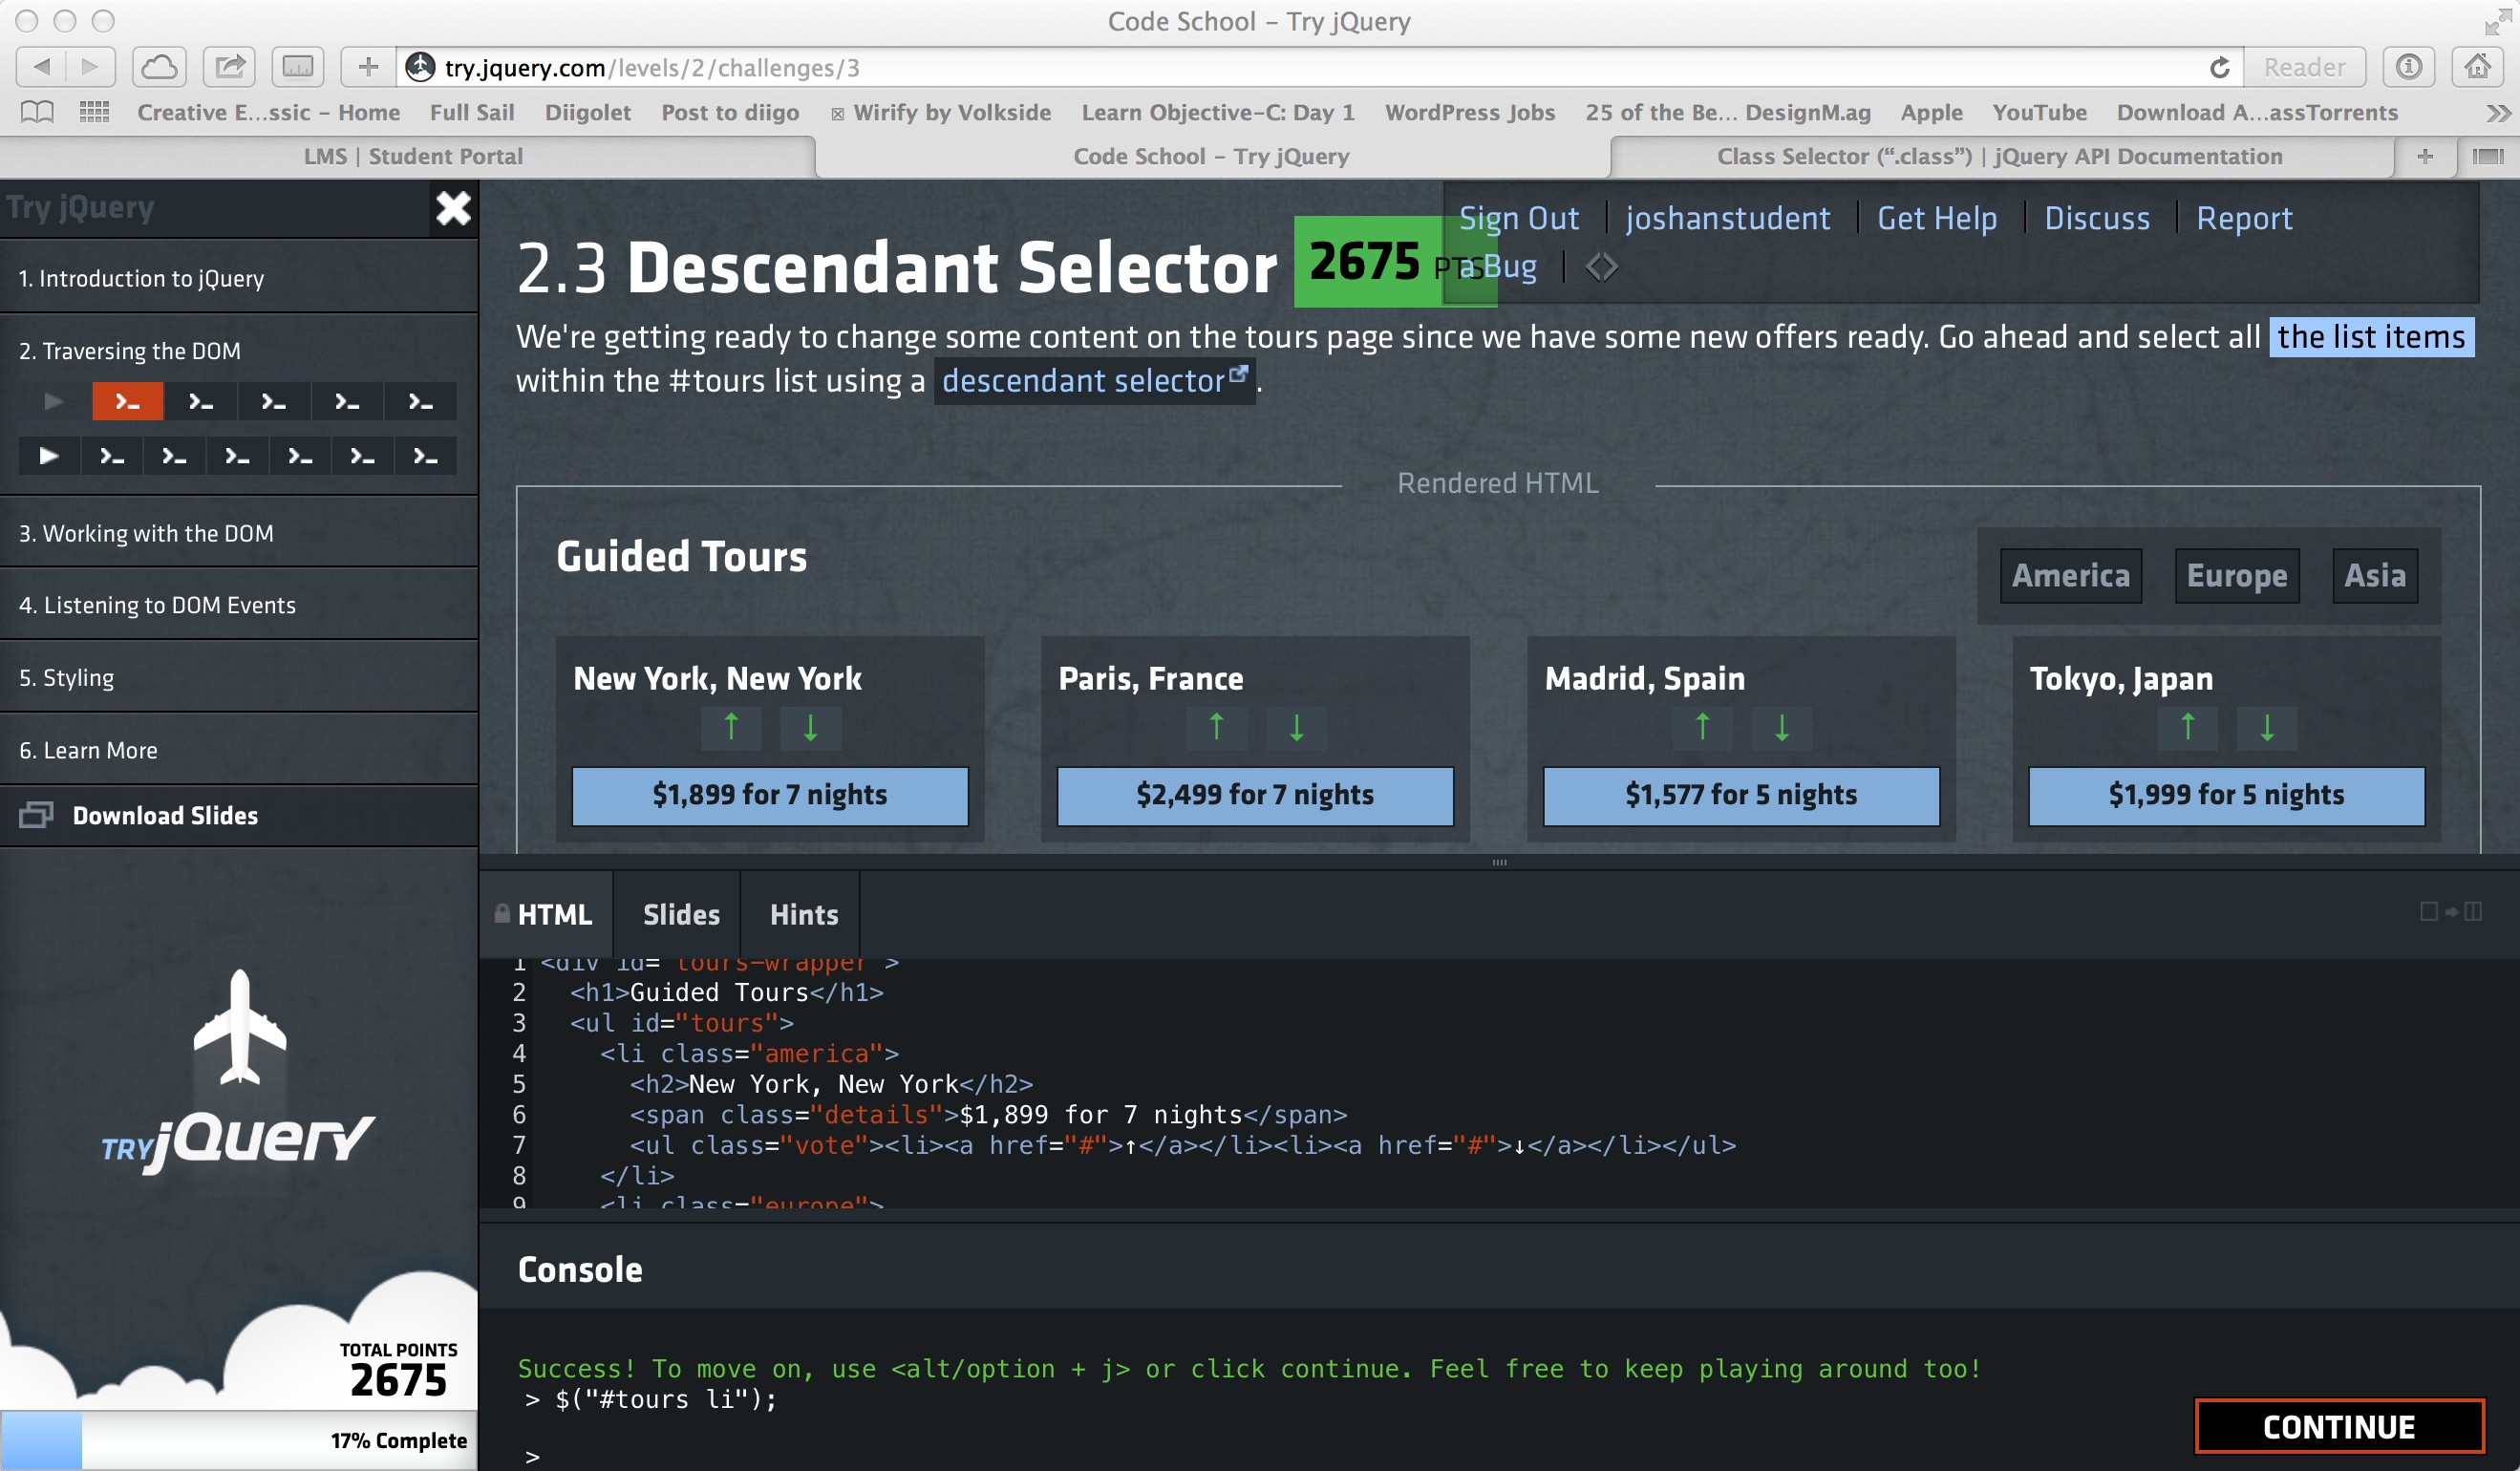 Code School – Try jQuery
try.jquery.com/levels/2/challenges/3
Reader
Creative E...ssic – Home Full Sail Diigolet Post to diigo Wirify by Volkside Learn Objective-C: Day 1 WordPress Jobs 25 of the Be... DesignM.ag Apple YouTube Download A...assTorrents
LMS | Student Portal Code School – Try jQuery Class Selector (“.class”) | jQuery API Documentation
Try jQuery
1. Introduction to jQuery
2. Traversing the DOM
3. Working with the DOM
4. Listening to DOM Events
5. Styling
6. Learn More
Download Slides
TRY jQuery
TOTAL POINTS
2675
17% Complete
Sign Out | joshanstudent | Get Help | Discuss | Report
a Bug | <>
2.3 Descendant Selector 2675 PTS
We're getting ready to change some content on the tours page since we have some new offers ready. Go ahead and select all the list items
within the #tours list using a descendant selector.
Rendered HTML
Guided Tours
America Europe Asia
New York, New York Paris, France Madrid, Spain Tokyo, Japan
↑ ↓ ↑ ↓ ↑ ↓ ↑ ↓
$1,899 for 7 nights $2,499 for 7 nights $1,577 for 5 nights $1,999 for 5 nights
HTML Slides Hints
1 <div id="tours-wrapper">
2 <h1>Guided Tours</h1>
3 <ul id="tours">
4 <li class="america">
5 <h2>New York, New York</h2>
6 <span class="details">$1,899 for 7 nights</span>
7 <ul class="vote"><li><a href="#">↑</a></li><li><a href="#">↓</a></li></ul>
8 </li>
9 <li class="europe">
Console
Success! To move on, use <alt/option + j> or click continue. Feel free to keep playing around too!
> $("#tours li");
>
CONTINUE